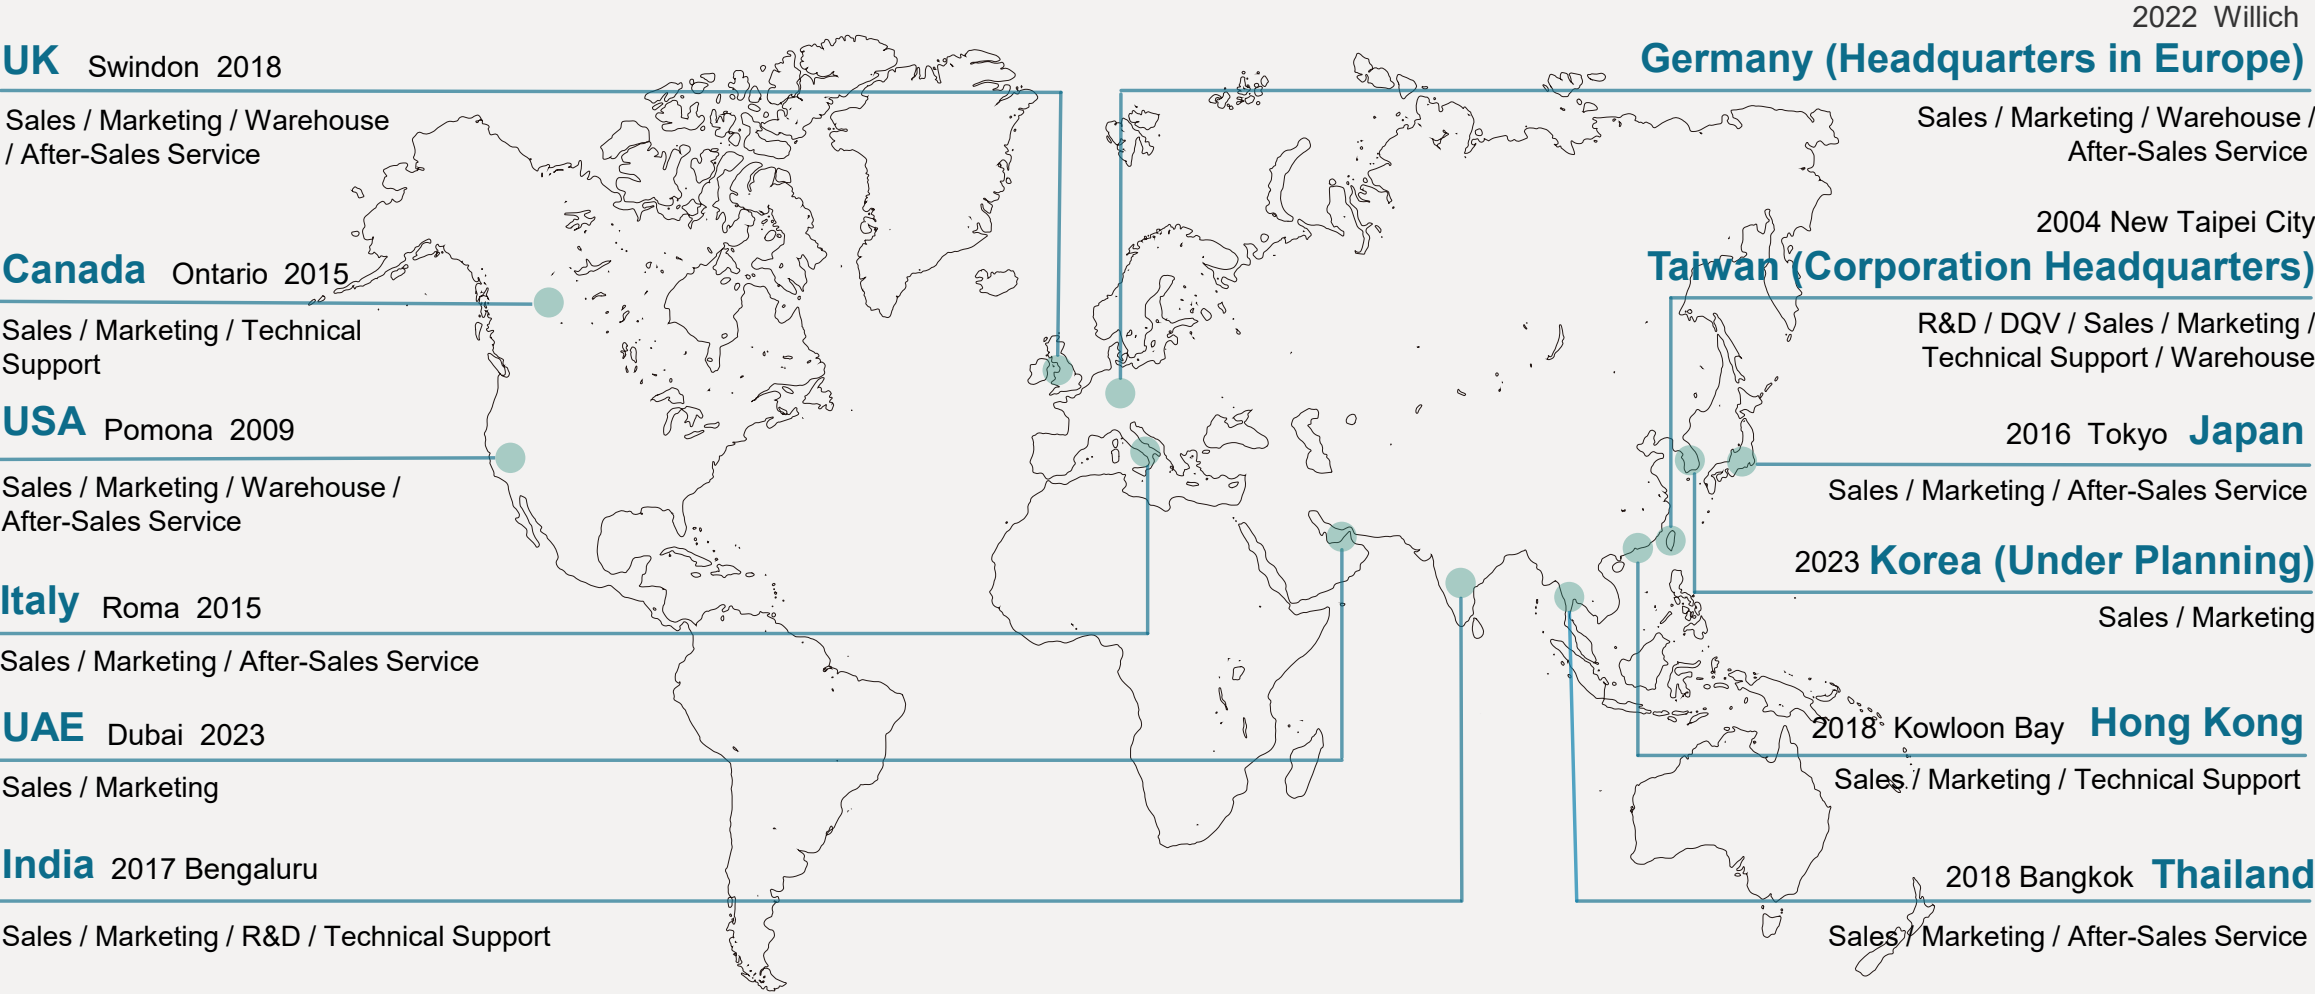 UK Swindon 2018
Sales / Marketing / Warehouse
/ After-Sales Service
Canada Ontario 2015
Sales / Marketing / Technical
Support
USA Pomona 2009
Sales / Marketing / Warehouse /
After-Sales Service
Italy Roma 2015
Sales / Marketing / After-Sales Service
UAE Dubai 2023
Sales / Marketing
India 2017 Bengaluru
Sales / Marketing / R&D / Technical Support
2022 Willich
Germany (Headquarters in Europe)
Sales / Marketing / Warehouse /
After-Sales Service
2004 New Taipei City
Taiwan (Corporation Headquarters)
R&D / DQV / Sales / Marketing /
Technical Support / Warehouse
2016 Tokyo Japan
Sales / Marketing / After-Sales Service
2023 Korea (Under Planning)
Sales / Marketing
2018 Kowloon Bay Hong Kong
Sales / Marketing / Technical Support
2018 Bangkok Thailand
Sales / Marketing / After-Sales Service